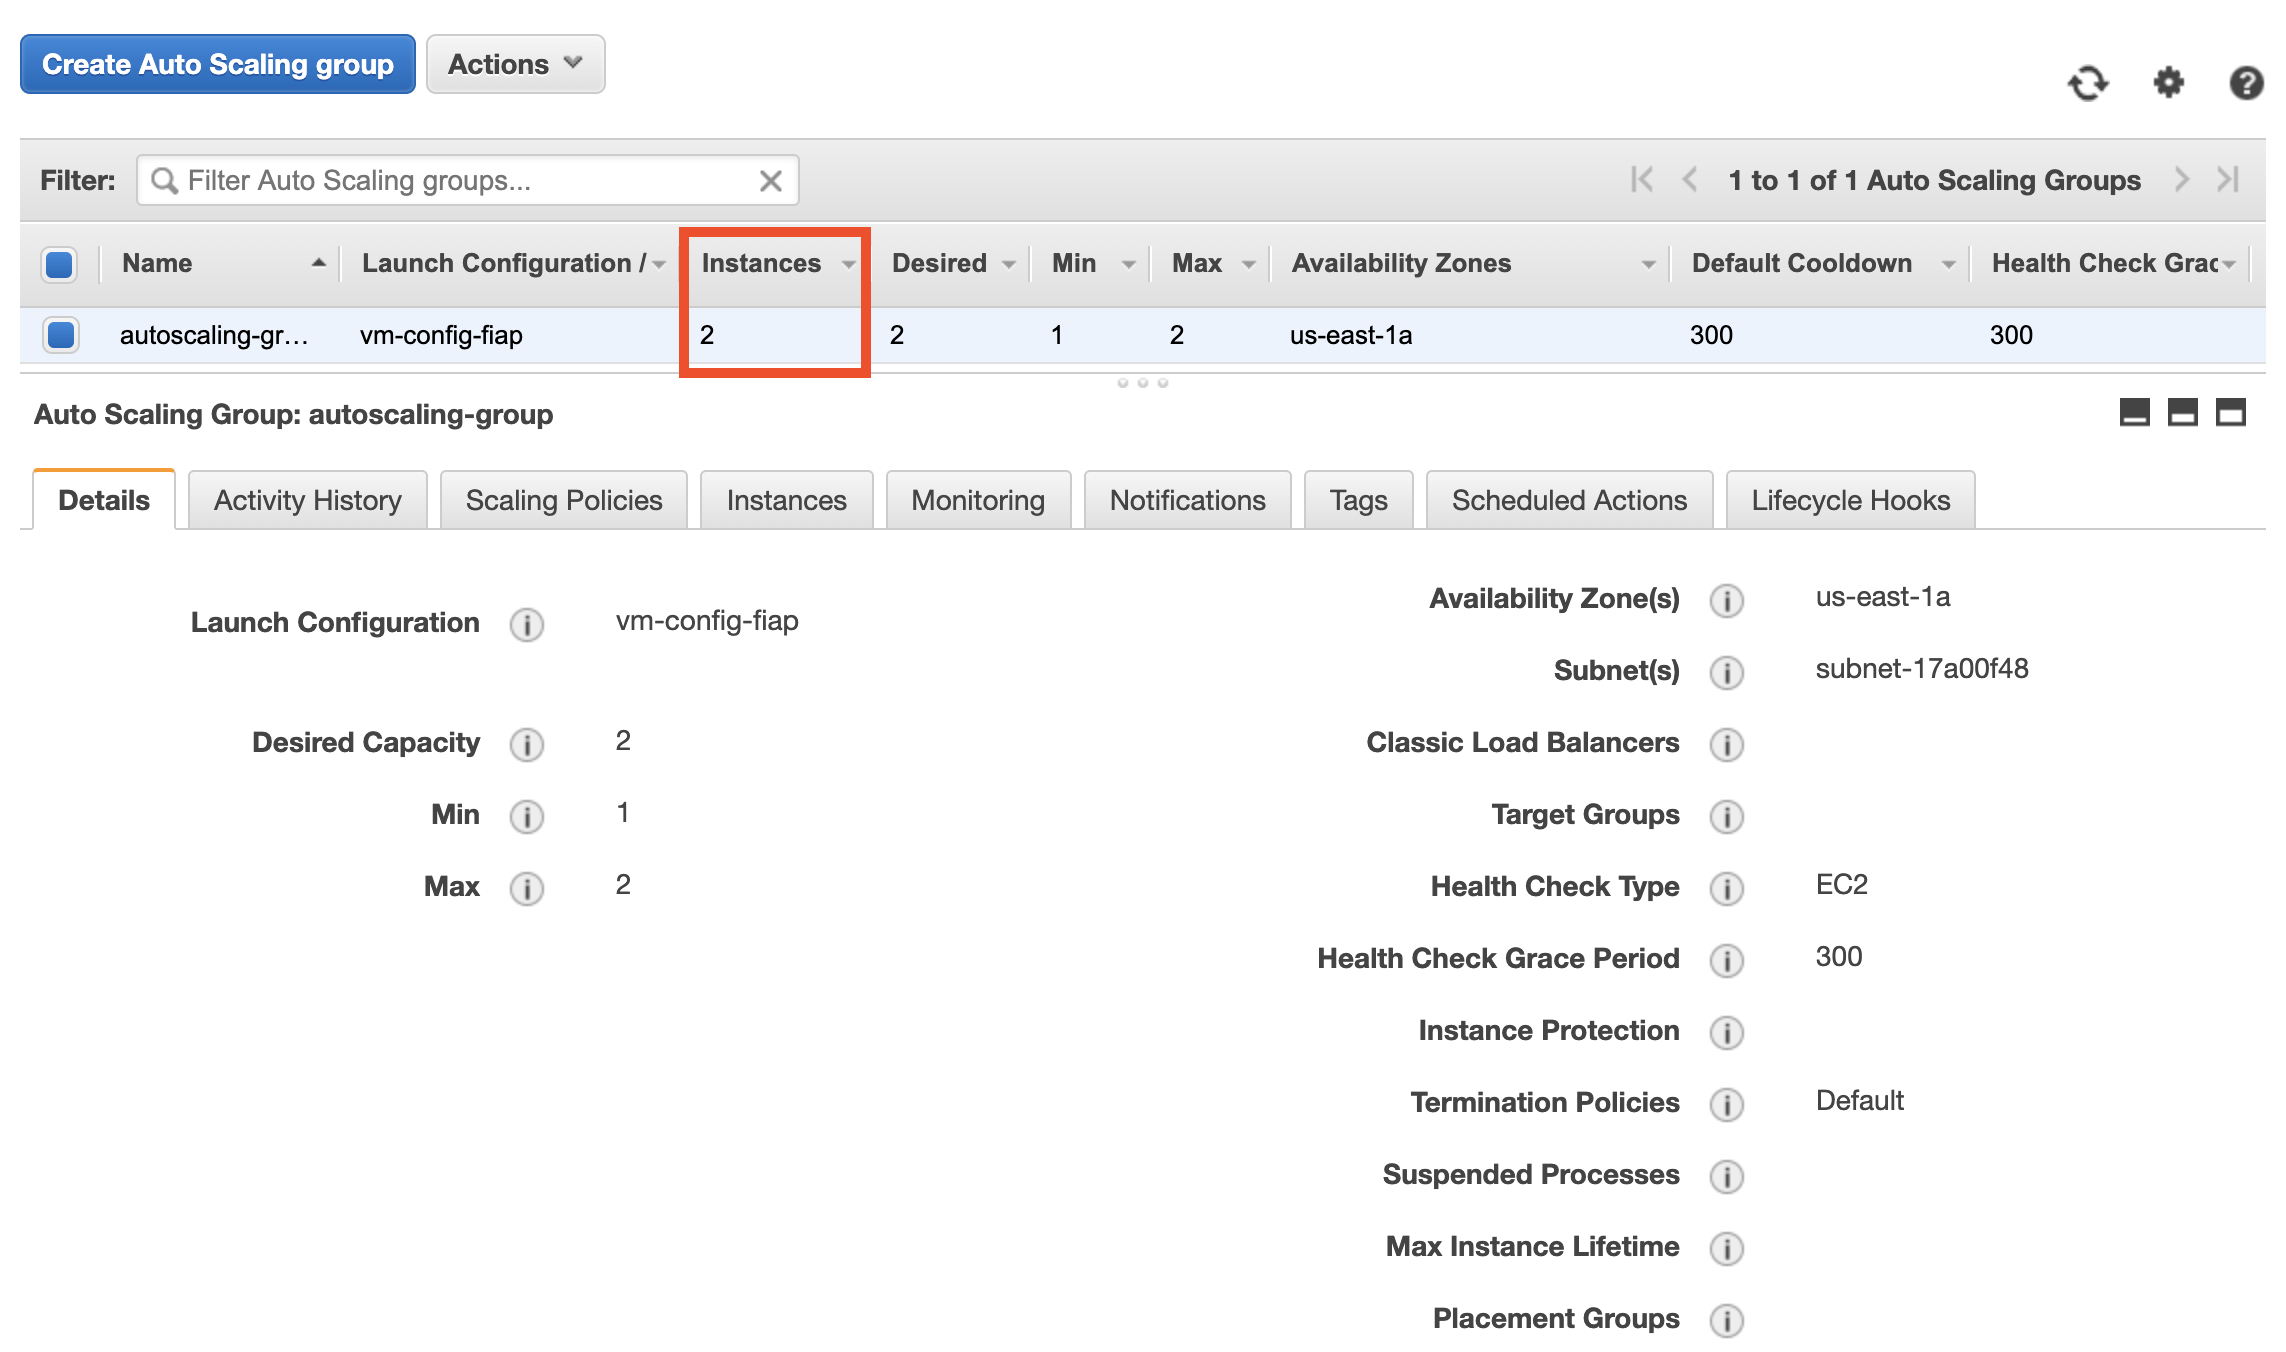 Create Auto Scaling group Actions
Filter: Filter Auto Scaling groups... 1 to 1 of 1 Auto Scaling Groups
Name Launch Configuration / Instances Desired Min Max Availability Zones Default Cooldown Health Check Grac
autoscaling-gr... vm-config-fiap 2 2 1 2 us-east-1a 300 300
Auto Scaling Group: autoscaling-group
Details Activity History Scaling Policies Instances Monitoring Notifications Tags Scheduled Actions Lifecycle Hooks
Launch Configuration vm-config-fiap
Desired Capacity 2
Min 1
Max 2
Availability Zone(s) us-east-1a
Subnet(s) subnet-17a00f48
Classic Load Balancers
Target Groups
Health Check Type EC2
Health Check Grace Period 300
Instance Protection
Termination Policies Default
Suspended Processes
Max Instance Lifetime
Placement Groups